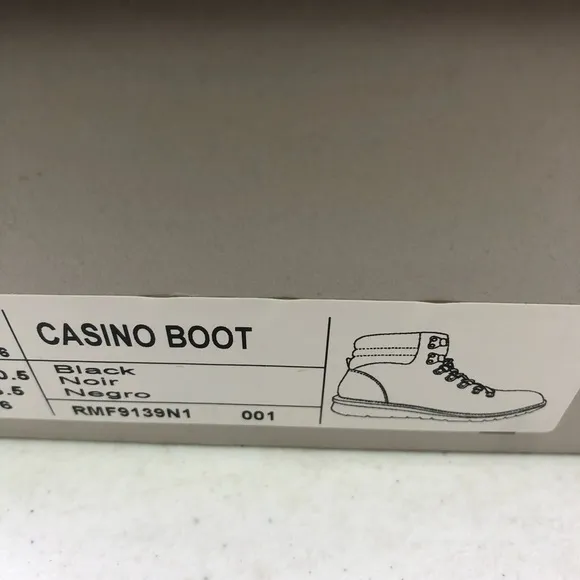 CASINO BOOT
Black
Noir
Negro
RMF9139N1 001